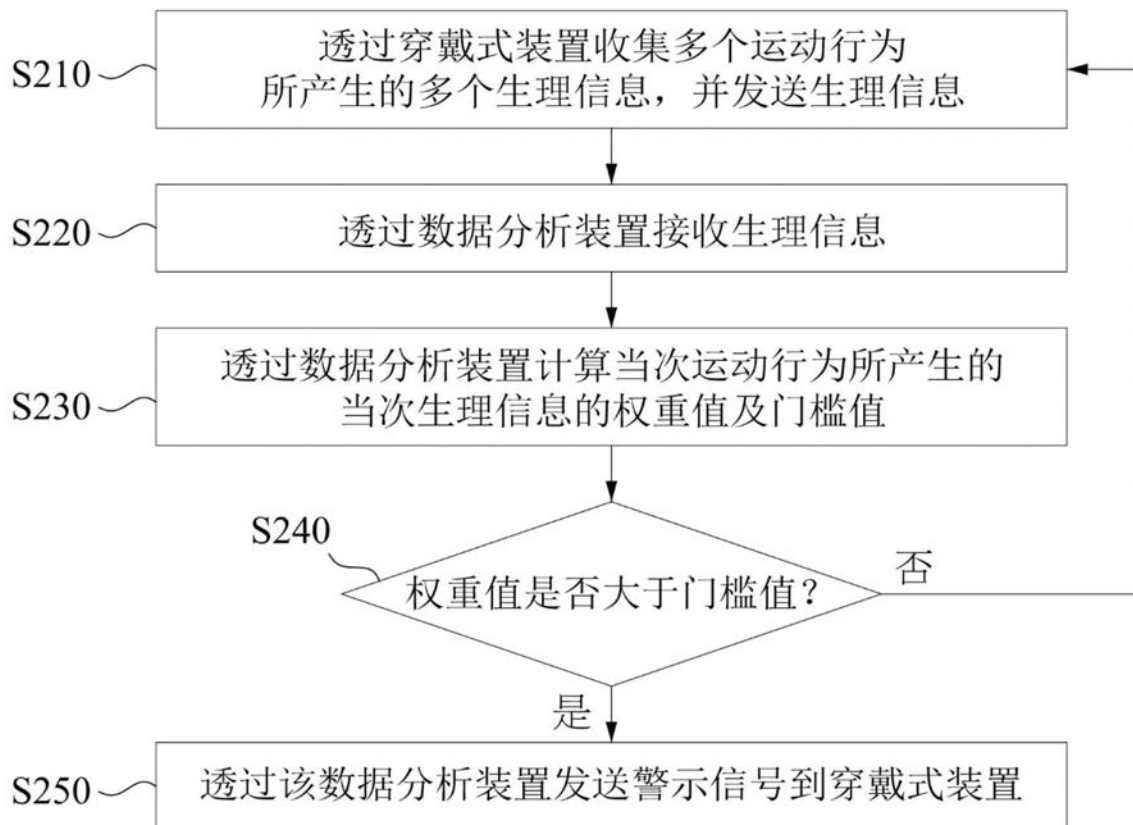 S210
透过穿戴式装置收集多个运动行为
所产生的多个生理信息，并发送生理信息
S220
透过数据分析装置接收生理信息
S230
透过数据分析装置计算当次运动行为所产生的
当次生理信息的权重值及门槛值
S240
权重值是否大于门槛值？
否
是
S250
透过该数据分析装置发送警示信号到穿戴式装置